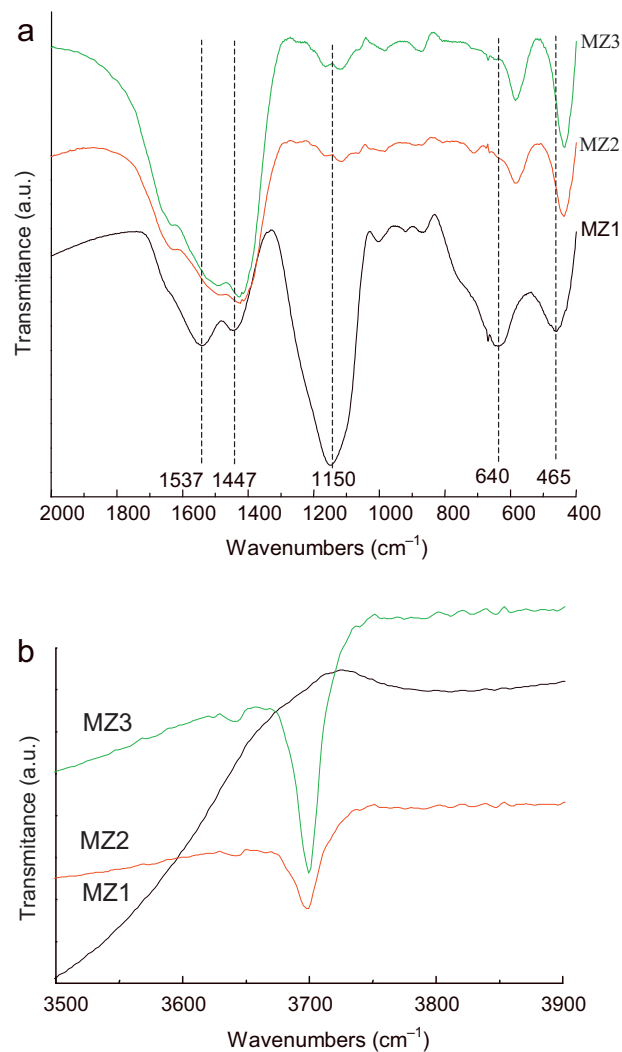 a
MZ3
MZ2
MZ1
Transmitance (a.u.)
1537 1447 1150 640 465
2000 1800 1600 1400 1200 1000 800 600 400
Wavenumbers (cm⁻¹)
b
MZ3
MZ2
MZ1
Transmitance (a.u.)
3500 3600 3700 3800 3900
Wavenumbers (cm⁻¹)